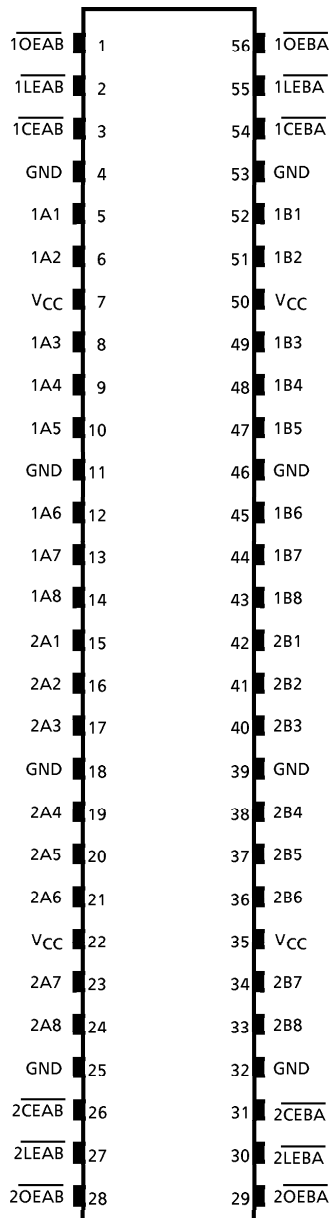 1OEAB 1 56 1OEBA
1LEAB 2 55 1LEBA
1CEAB 3 54 1CEBA
GND 4 53 GND
1A1 5 52 1B1
1A2 6 51 1B2
VCC 7 50 VCC
1A3 8 49 1B3
1A4 9 48 1B4
1A5 10 47 1B5
GND 11 46 GND
1A6 12 45 1B6
1A7 13 44 1B7
1A8 14 43 1B8
2A1 15 42 2B1
2A2 16 41 2B2
2A3 17 40 2B3
GND 18 39 GND
2A4 19 38 2B4
2A5 20 37 2B5
2A6 21 36 2B6
VCC 22 35 VCC
2A7 23 34 2B7
2A8 24 33 2B8
GND 25 32 GND
2CEAB 26 31 2CEBA
2LEAB 27 30 2LEBA
2OEAB 28 29 2OEBA